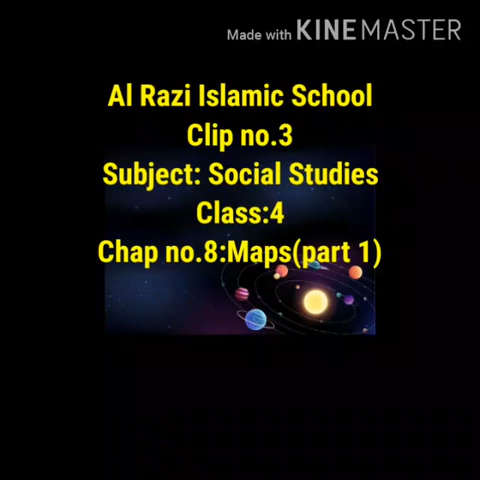 Made with KINEMASTER
Al Razi Islamic School
Clip no.3
Subject: Social Studies
Class:4
Chap no.8:Maps(part 1)